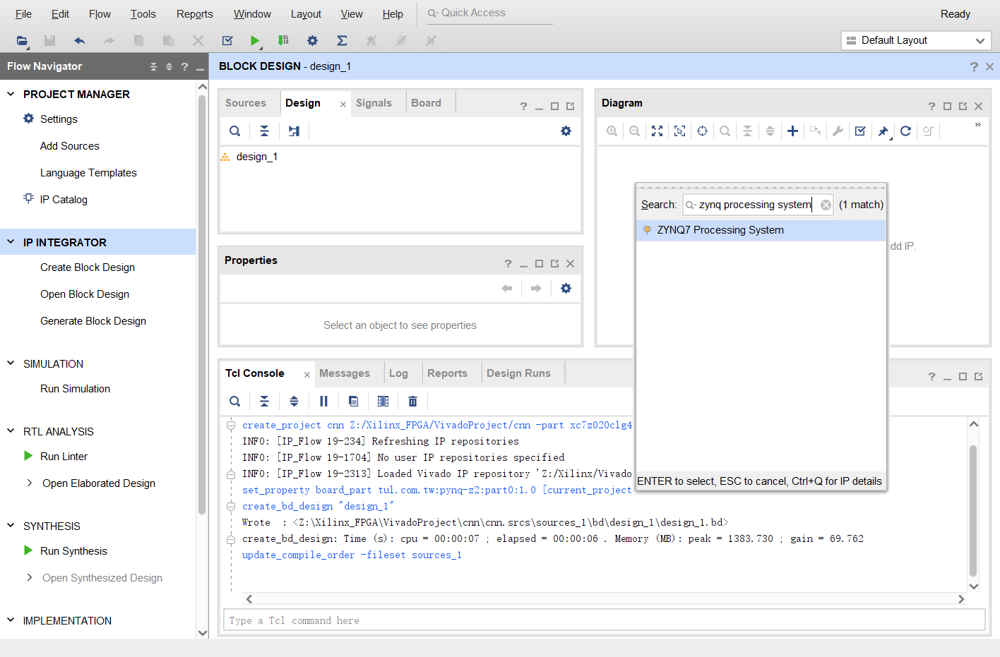 File Edit Flow Tools Reports Window Layout View Help Quick Access Ready
Default Layout
Flow Navigator
PROJECT MANAGER
Settings
Add Sources
Language Templates
IP Catalog
IP INTEGRATOR
Create Block Design
Open Block Design
Generate Block Design
SIMULATION
Run Simulation
RTL ANALYSIS
Run Linter
Open Elaborated Design
SYNTHESIS
Run Synthesis
Open Synthesized Design
IMPLEMENTATION
BLOCK DESIGN - design_1
Sources Design Signals Board
design_1
Properties
Select an object to see properties
Diagram
Search: zynq processing system (1 match)
ZYNQ7 Processing System
dd IP.
ENTER to select, ESC to cancel, Ctrl+Q for IP details
Tcl Console Messages Log Reports Design Runs
create_project cnn Z:/Xilinx_FPGA/VivadoProject/cnn -part xc7z020clg4
INFO: [IP_Flow 19-234] Refreshing IP repositories
INFO: [IP_Flow 19-1704] No user IP repositories specified
INFO: [IP_Flow 19-2313] Loaded Vivado IP repository 'Z:/Xilinx/Vivado
set_property board_part tul.com.tw:pynq-z2:part0:1.0 [current_project
create_bd_design "design_1"
Wrote : <Z:\Xilinx_FPGA\VivadoProject\cnn\cnn.srcs\sources_1\bd\design_1\design_1.bd>
create_bd_design: Time (s): cpu = 00:00:07 ; elapsed = 00:00:06 . Memory (MB): peak = 1383.730 ; gain = 69.762
update_compile_order -fileset sources_1
Type a Tcl command here